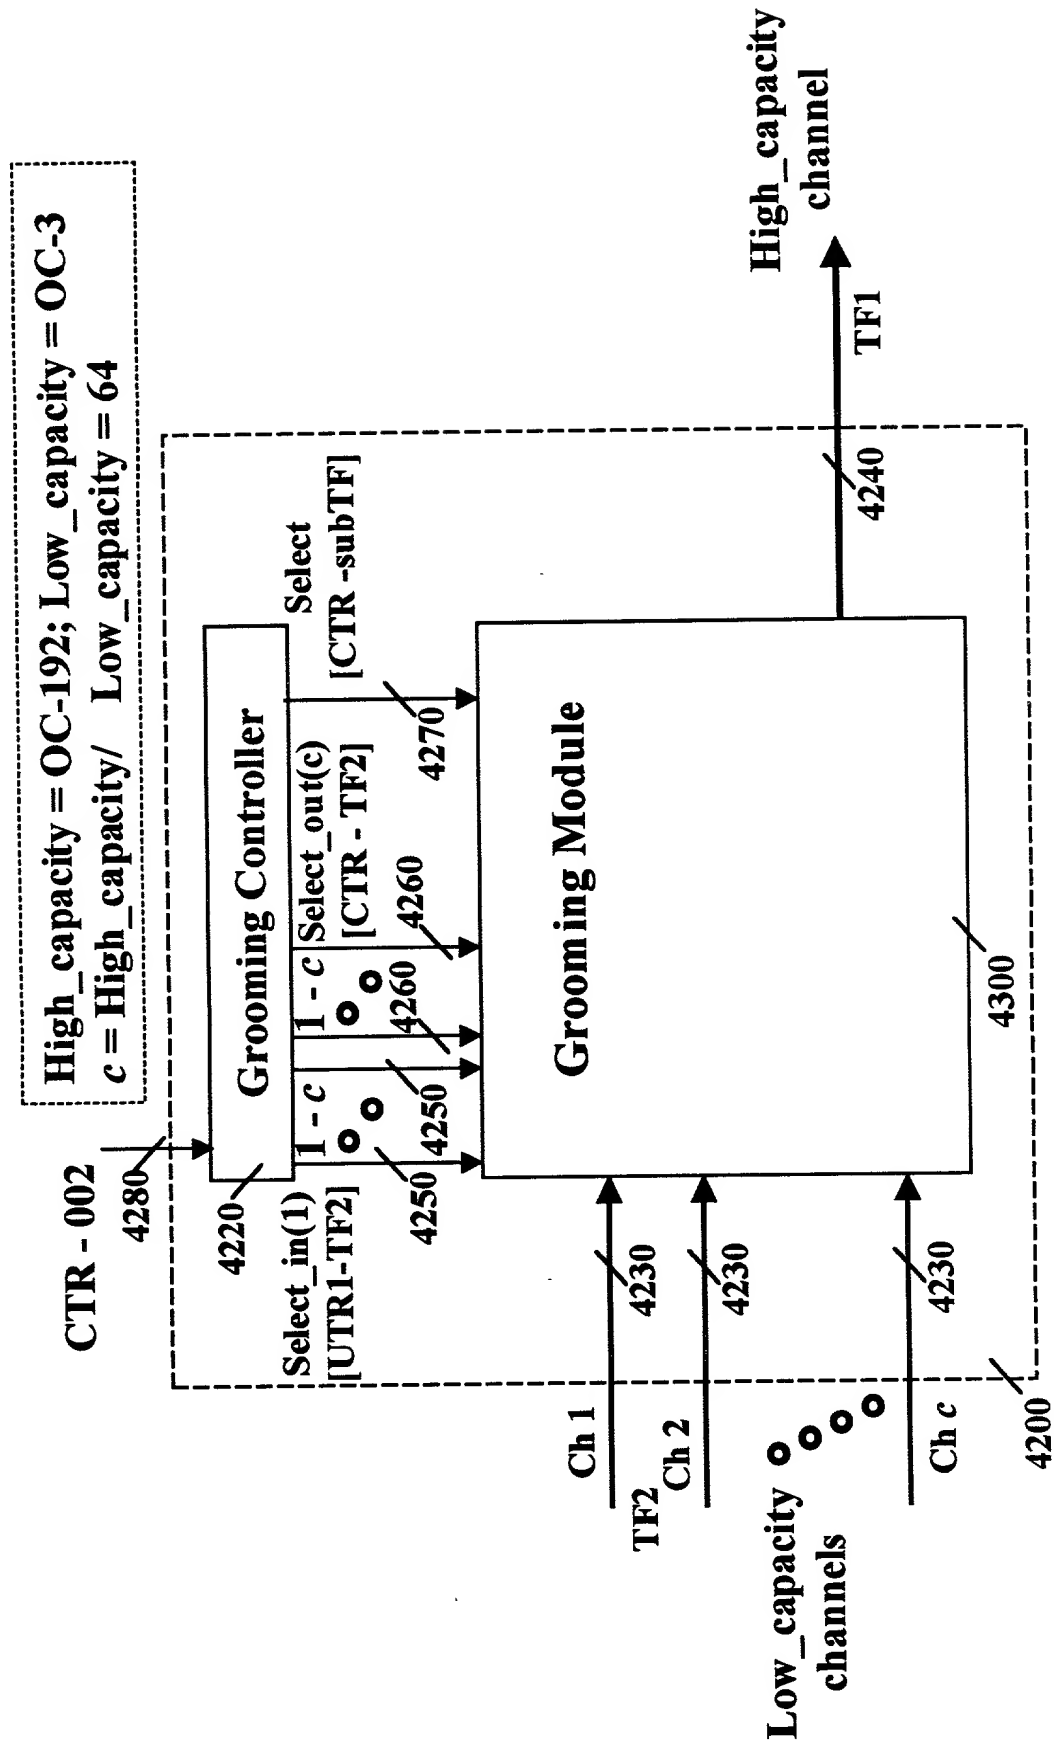 High_capacity = OC-192; Low_capacity = OC-3
c = High_capacity/ Low_capacity = 64
CTR - 002
4280
Grooming Controller
4220
Select_in(1)
[UTR1-TF2]
1 - c
4250
4250
1 - c
4260
4260
Select_out(c)
[CTR - TF2]
Select
[CTR -subTF]
4270
Grooming Module
4300
Ch 1
TF2
4230
Ch 2
4230
Low_capacity
channels
Ch c
4230
4200
4240
TF1
High_capacity
channel